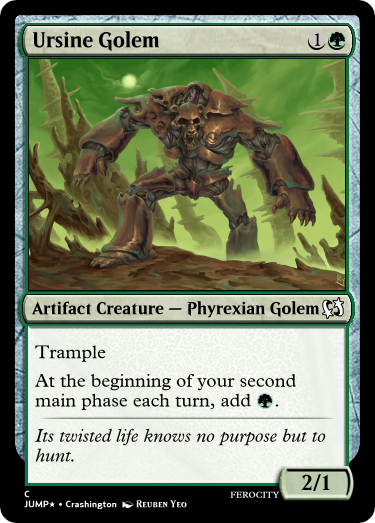 Ursine Golem 1
Artifact Creature — Phyrexian Golem
Trample
At the beginning of your second
main phase each turn, add .
Its twisted life knows no purpose but to
hunt.
2/1
C
JUMP★ • Crashington Reuben Yeo
FEROCITY